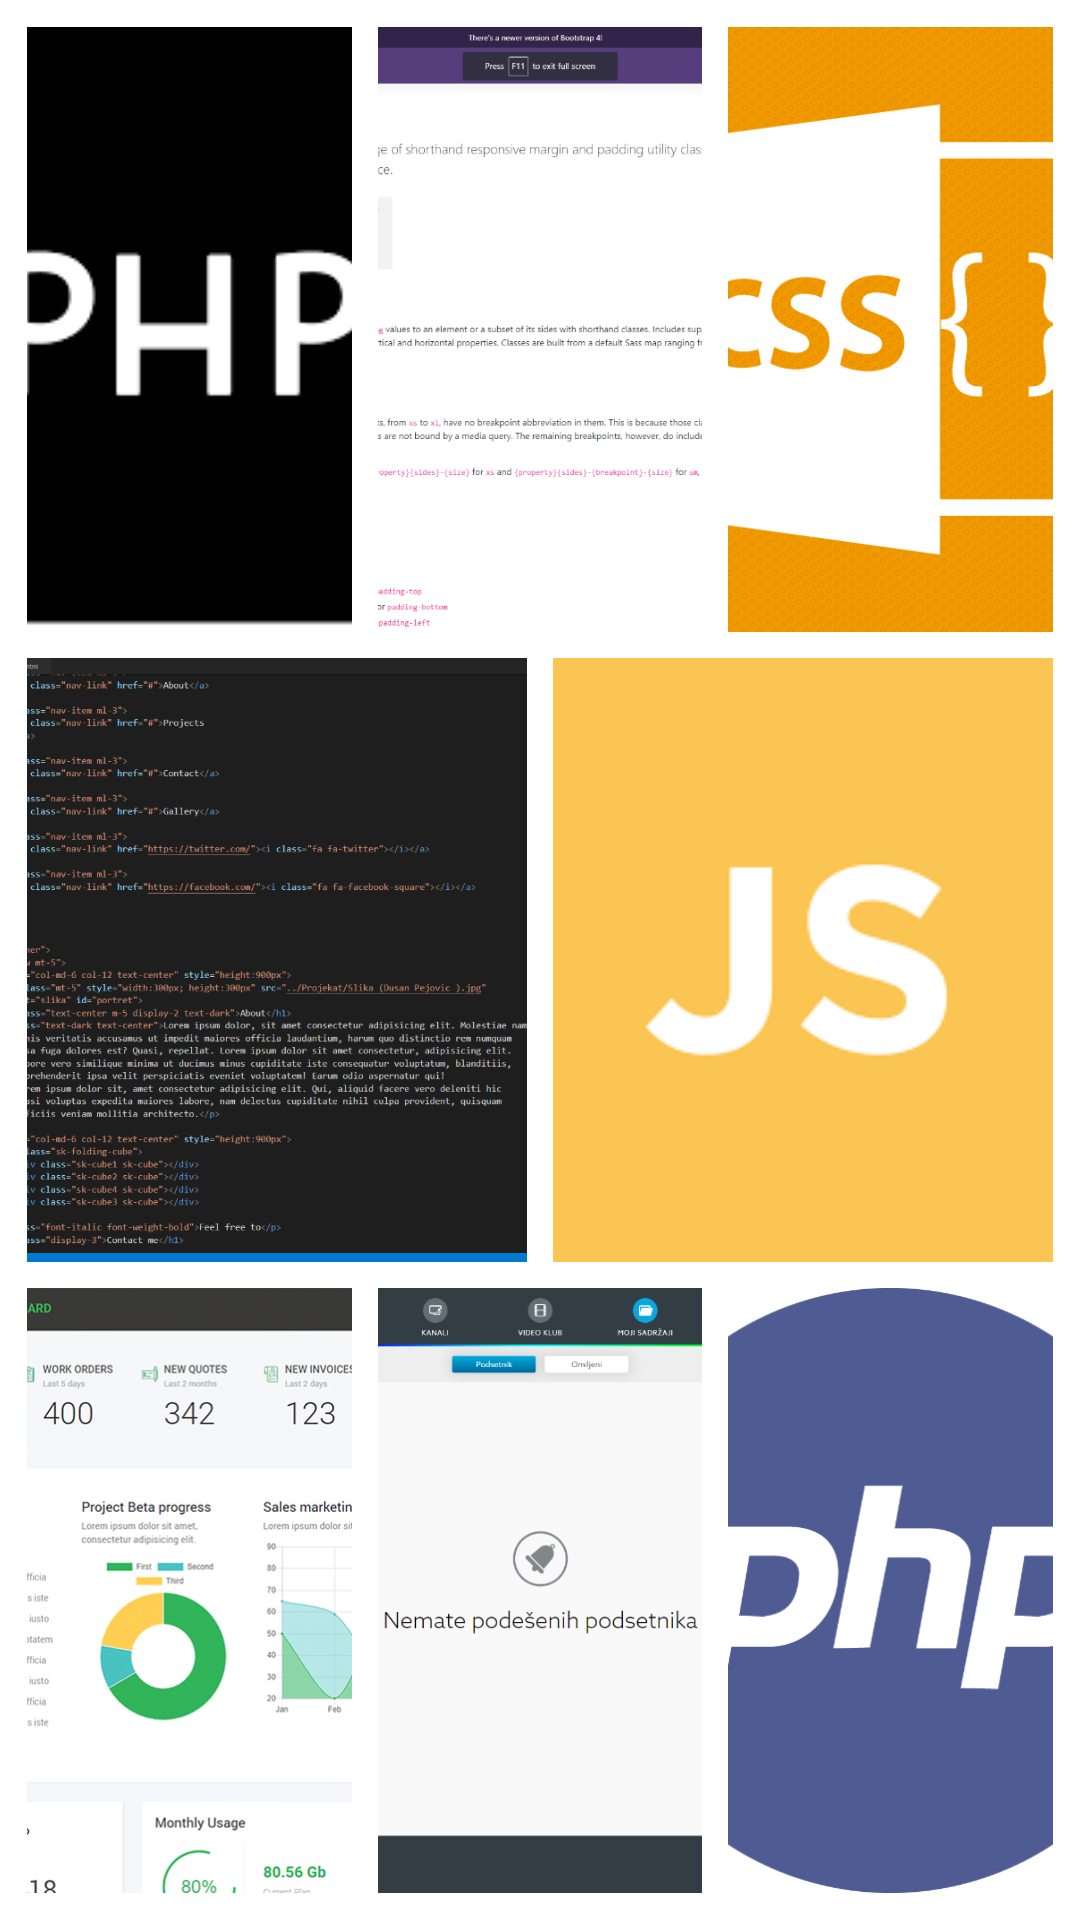 PHP
There's a newer version of Bootstrap 4!
Press F11 to exit full screen
ge of shorthand responsive margin and padding utility clas
ce.
g values to an element or a subset of its sides with shorthand classes. Includes sup
tical and horizontal properties. Classes are built from a default Sass map ranging f
ts, from xs to xl, have no breakpoint abbreviation in them. This is because those cl
s are not bound by a media query. The remaining breakpoints, however, do include
roperty}{sides}-{size} for xs and {property}{sides}-{breakpoint}-{size} for sm,
adding-top
or padding-bottom
padding-left
css {}
html
class="nav-link" href="#">About</a>
ss="nav-item ml-3">
class="nav-link" href="#">Projects
a>
ss="nav-item ml-3">
class="nav-link" href="#">Contact</a>
ss="nav-item ml-3">
class="nav-link" href="#">Gallery</a>
ss="nav-item ml-3">
class="nav-link" href="https://twitter.com/"><i class="fa fa-twitter"></i></a>
ss="nav-item ml-3">
class="nav-link" href="https://facebook.com/"><i class="fa fa-facebook-square"></i></a>
ner">
w mt-5">
="col-md-6 col-12 text-center" style="height:900px">
lass="mt-5" style="width:300px; height:300px" src="../Projekat/Slika (Dusan Pejovic ).jpg"
t="slika" id="portret">
ass="text-center m-5 display-2 text-dark">About</h1>
ss="text-dark text-center">Lorem ipsum dolor, sit amet consectetur adipisicing elit. Molestiae nam
nis veritatis accusamus ut impedit maiores officia laudantium, harum quo distinctio rem numquam
sa fuga dolores est? Quasi, repellat. Lorem ipsum dolor sit amet consectetur, adipisicing elit.
pore vero similique minima ut ducimus minus cupiditate iste consequatur voluptatum, blanditiis,
prehenderit ipsa velit perspiciatis eveniet voluptatem! Earum odio aspernatur qui!
rem ipsum dolor sit, amet consectetur adipisicing elit. Qui, aliquid facere vero deleniti hic
asi voluptas expedita maiores labore, nam delectus cupiditate nihil culpa provident, quisquam
ficiis veniam mollitia architecto.</p>
="col-md-6 col-12 text-center" style="height:900px">
lass="sk-folding-cube">
iv class="sk-cube1 sk-cube"></div>
iv class="sk-cube2 sk-cube"></div>
iv class="sk-cube4 sk-cube"></div>
iv class="sk-cube3 sk-cube"></div>
ss="font-italic font-weight-bold">Feel free to</p>
ass="display-3">Contact me</h1>
JS
ARD
WORK ORDERS
Last 5 days
400
NEW QUOTES
Last 2 months
342
NEW INVOICES
Last 2 days
123
Project Beta progress
Lorem ipsum dolor sit amet,
consectetur adipisicing elit.
First Second
Third
Sales marketin
Lorem ipsum dolor sit
90
80
70
60
50
40
30
20
Jan Feb
fficia
s iste
iusto
tatem
fficia
iusto
fficia
s iste
18
Monthly Usage
80%
80.56 Gb
Current Plan
KANALI
VIDEO KLUB
MOJI SADRŽAJI
Podsetnik
Omiljeni
Nemate podešenih podsetnika
php